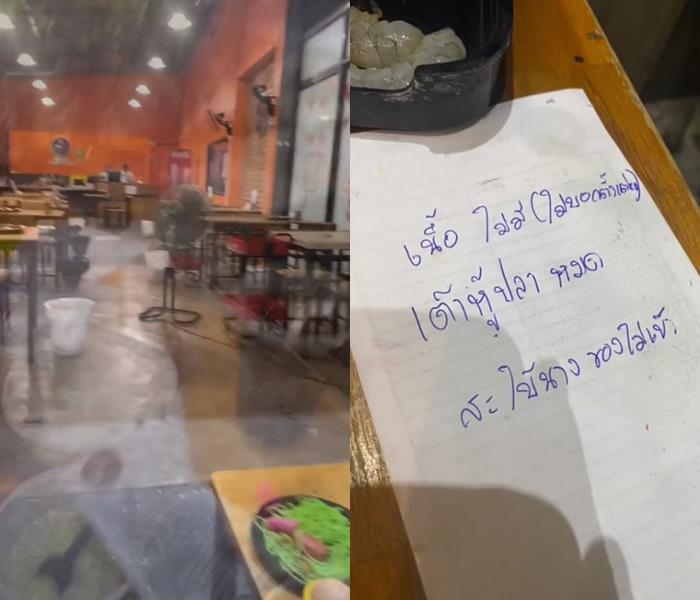 เนื้อ ไม่มี (ไม่บอกตั้งแต่)
เต้าหู้ปลา หมด
สะใบ้นาง ของไม่เข้า